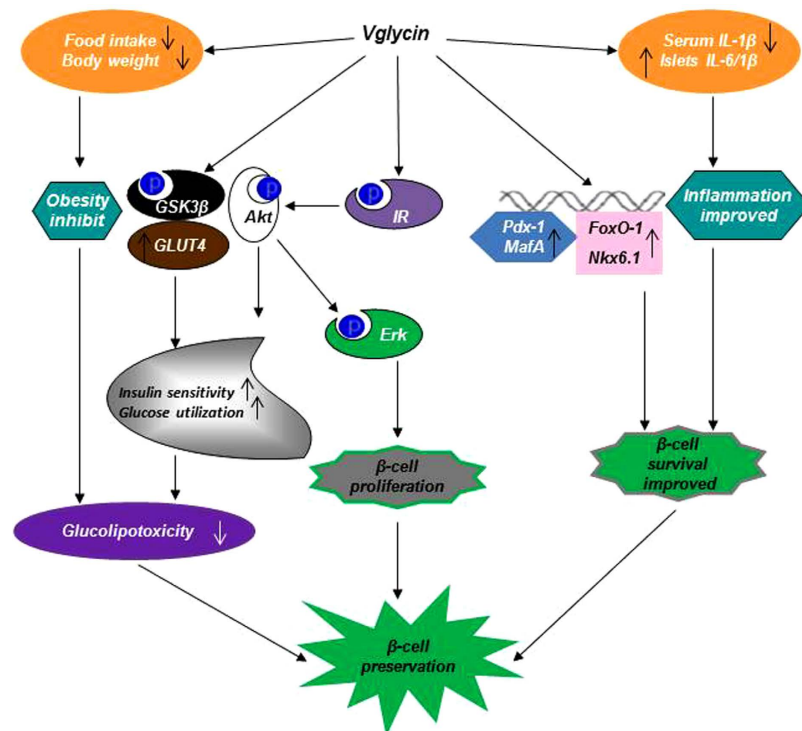 Vglycin
Food intake ↓
Body weight ↓
Serum IL-1β ↓
↑ Islets IL-6/1β
Obesity
inhibit
p
GSK3β
↑ GLUT4
p
Akt
p
IR
Pdx-1
MafA ↑
FoxO-1
Nkx6.1 ↑
Inflammation
improved
p
Erk
Insulin sensitivity ↑
Glucose utilization ↑
β-cell
proliferation
β-cell
survival
improved
Glucolipotoxicity ↓
β-cell
preservation